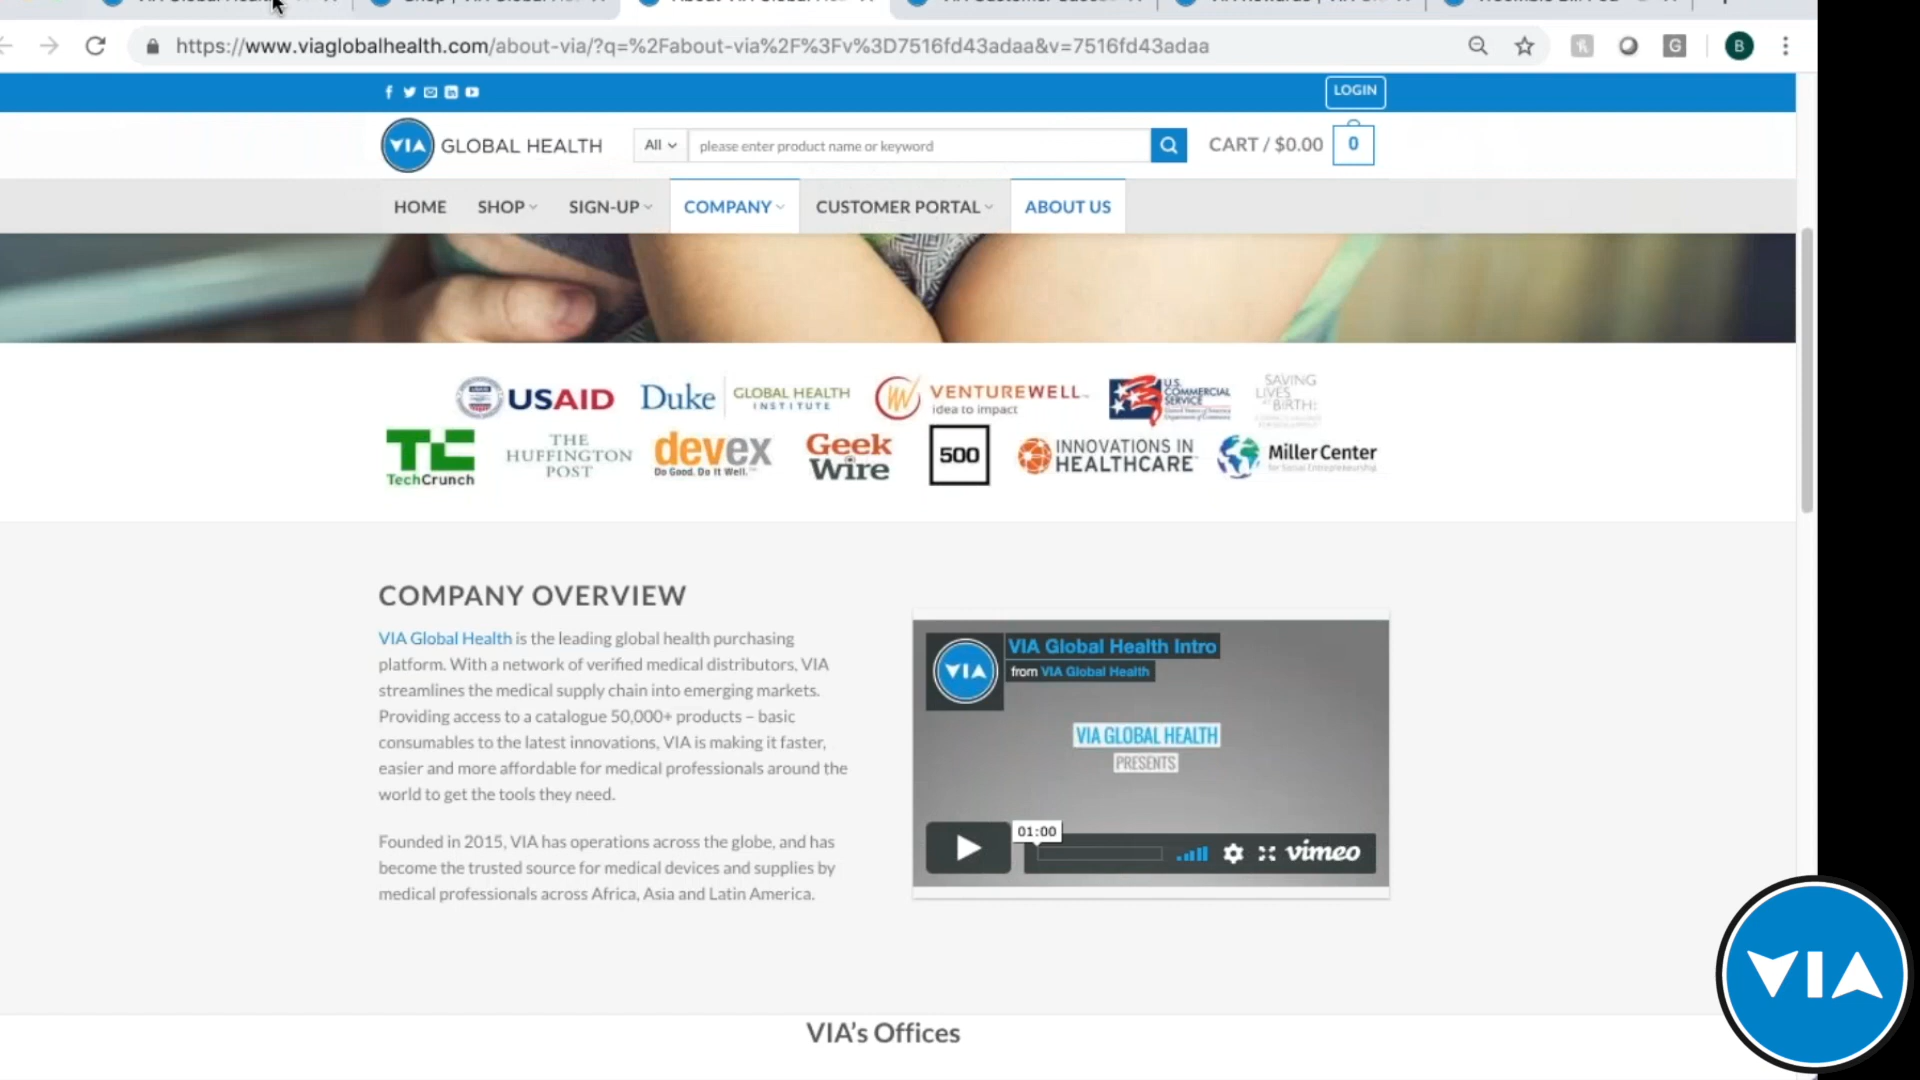 https://www.viaglobalhealth.com/about-via/?q=%2Fabout-via%2F%3Fv%3D7516fd43adaa&v=7516fd43adaa
B
LOGIN
VIA GLOBAL HEALTH
All
please enter product name or keyword
CART / $0.00
0
HOME
SHOP
SIGN-UP
COMPANY
CUSTOMER PORTAL
ABOUT US
USAID
Duke GLOBAL HEALTH
INSTITUTE
VENTUREWELL
idea to impact
U.S.
COMMERCIAL
SERVICE
SAVING
LIVES
AT BIRTH:
TC
TechCrunch
THE
HUFFINGTON
POST
devex
Do Good. Do It Well.
Geek
Wire
500
INNOVATIONS IN
HEALTHCARE
Miller Center
for Social Entrepreneurship
COMPANY OVERVIEW
VIA Global Health is the leading global health purchasing
platform. With a network of verified medical distributors, VIA
streamlines the medical supply chain into emerging markets.
Providing access to a catalogue 50,000+ products – basic
consumables to the latest innovations, VIA is making it faster,
easier and more affordable for medical professionals around the
world to get the tools they need.
Founded in 2015, VIA has operations across the globe, and has
become the trusted source for medical devices and supplies by
medical professionals across Africa, Asia and Latin America.
VIA
VIA Global Health Intro
from VIA Global Health
VIA GLOBAL HEALTH
PRESENTS
01:00
vimeo
VIA's Offices
VIA